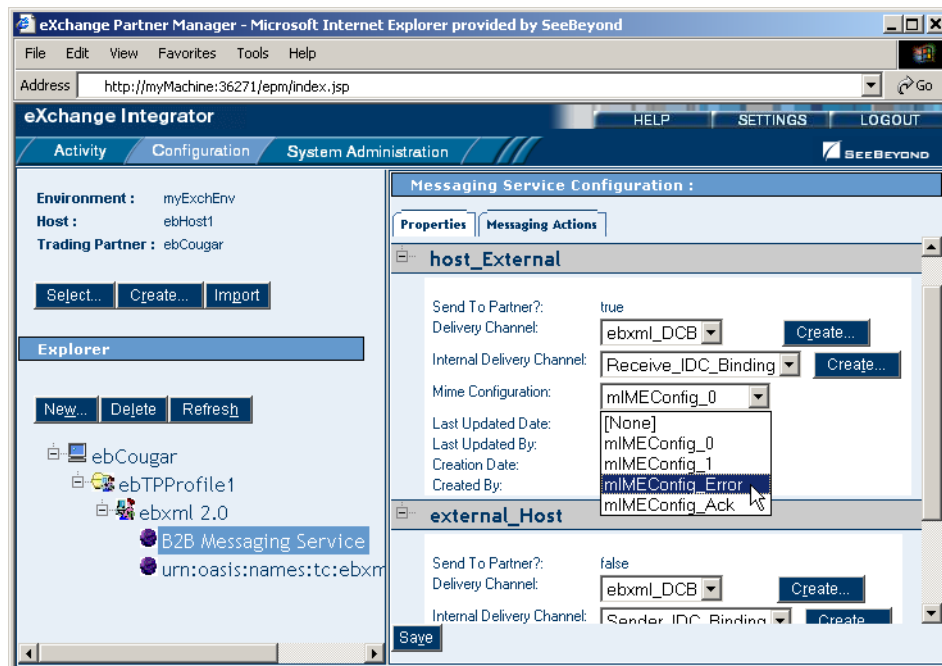 eXchange Partner Manager - Microsoft Internet Explorer provided by SeeBeyond
File Edit View Favorites Tools Help
Address http://myMachine:36271/epm/index.jsp Go
eXchange Integrator
HELP SETTINGS LOGOUT
Activity Configuration System Administration
SEEBEYOND
Environment : myExchEnv
Host : ebHost1
Trading Partner : ebCougar
Select... Create... Import
Explorer
New... Delete Refresh
ebCougar
ebTPProfile1
ebxml 2.0
B2B Messaging Service
urn:oasis:names:tc:ebxm
Messaging Service Configuration :
Properties Messaging Actions
host_External
Send To Partner?: true
Delivery Channel: ebxml_DCB Create...
Internal Delivery Channel: Receive_IDC_Binding Create...
Mime Configuration: mIMEConfig_0
Last Updated Date:
Last Updated By:
Creation Date:
Created By:
[None]
mIMEConfig_0
mIMEConfig_1
mIMEConfig_Error
mIMEConfig_Ack
external_Host
Send To Partner?: false
Delivery Channel: ebxml_DCB Create...
Internal Delivery Channel: Sender_IDC_Binding Create...
Save